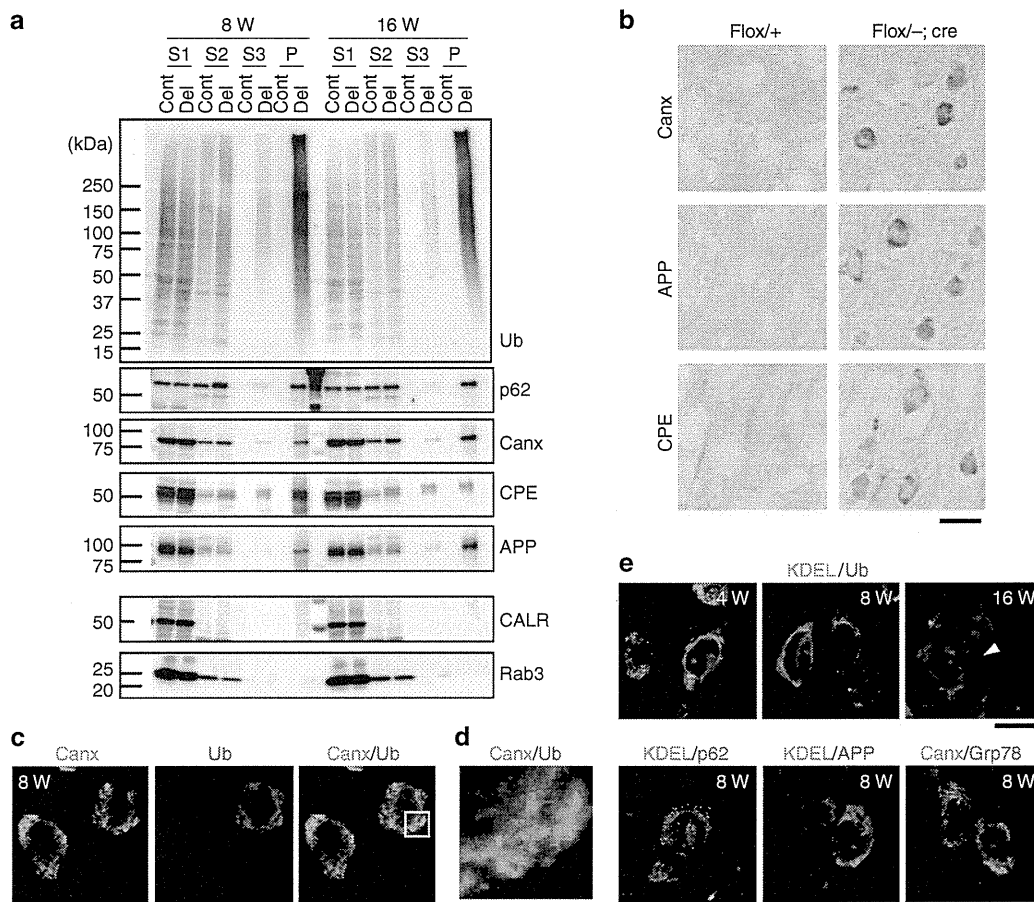 a
8 W 16 W
S1 S2 S3 P S1 S2 S3 P
Cont Del Cont Del Cont Del Cont Del Cont Del Cont Del Cont Del Cont Del
(kDa)
250
150
100
75
50
37
25
15
Ub
50
p62
100
75
Canx
50
CPE
100
75
APP
50
CALR
25
20
Rab3
b
Flox/+ Flox/–; cre
Canx
APP
CPE
c
Canx Ub Canx/Ub
8 W
d
Canx/Ub
e
KDEL/Ub
4 W 8 W 16 W
KDEL/p62 KDEL/APP Canx/Grp78
8 W 8 W 8 W